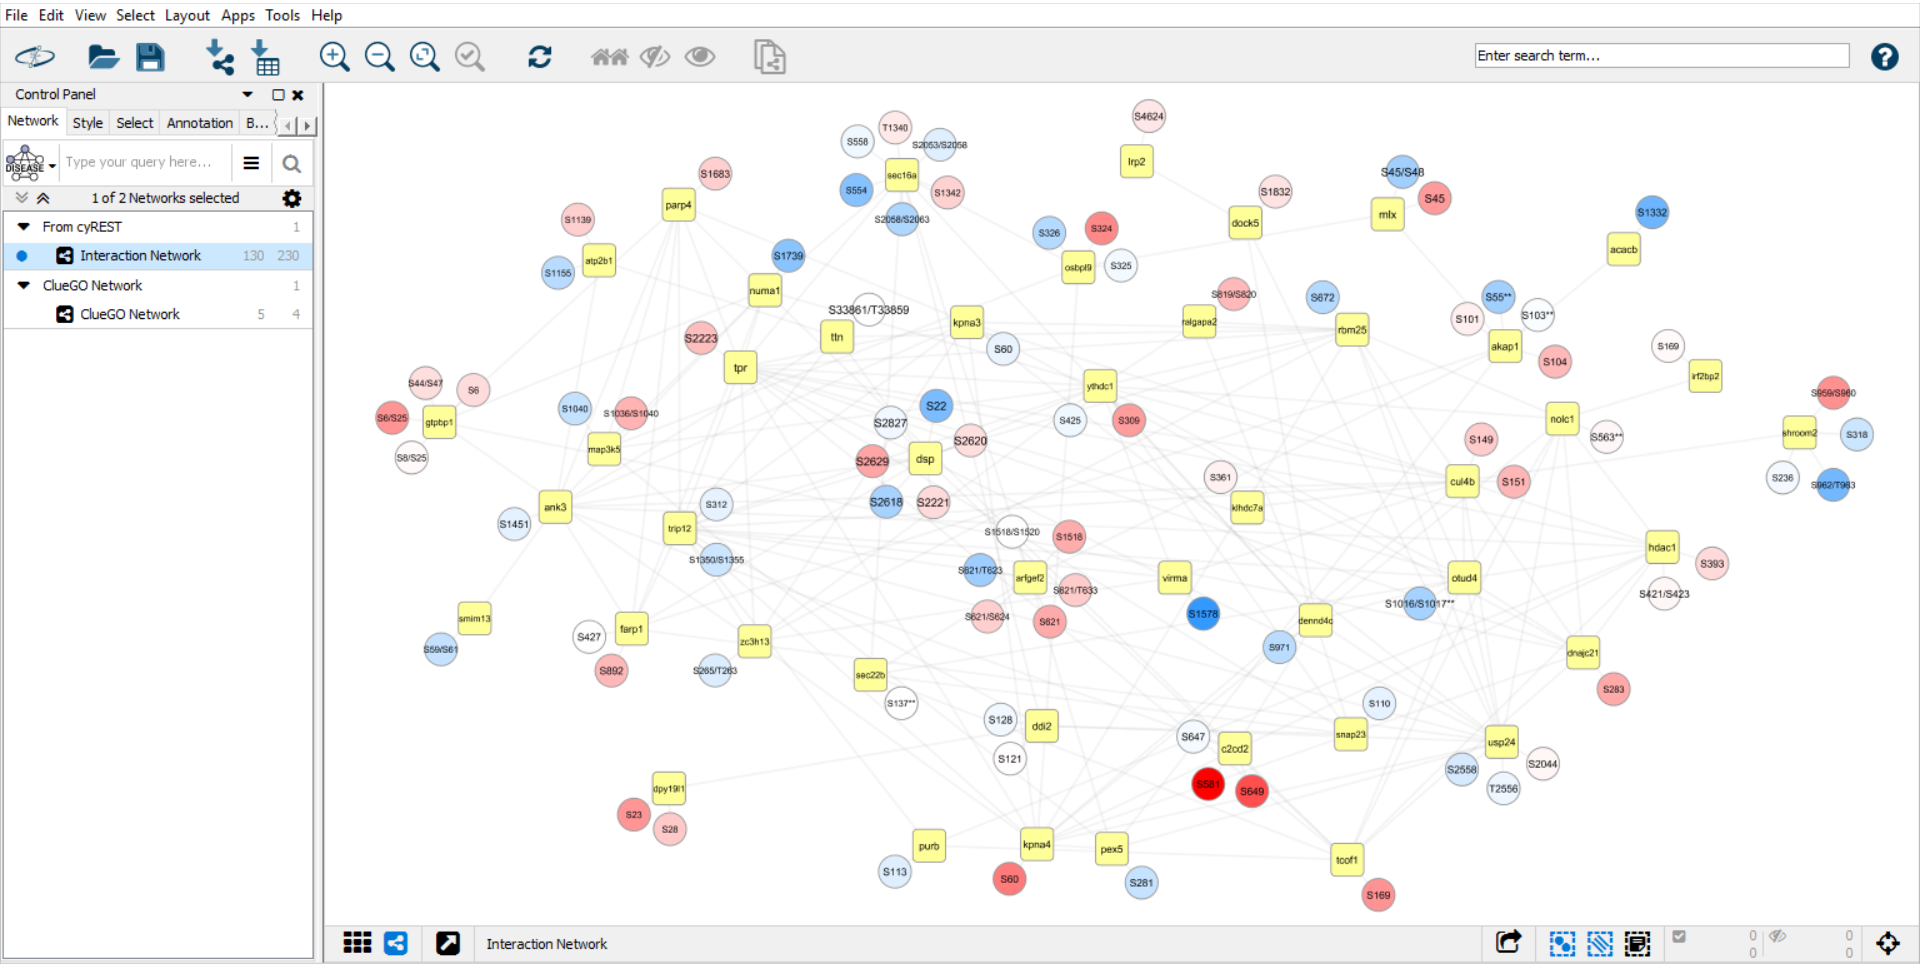 File Edit View Select Layout Apps Tools Help
Enter search term...
Control Panel
Network Style Select Annotation B...
DISEASE Type your query here...
1 of 2 Networks selected
From cyREST 1
Interaction Network 130 230
ClueGO Network 1
ClueGO Network 5 4
S4624
T1340
S558
S2053/S2058
lrp2
S1683
sec16a
S45/S48
S554
S1342
S1832
S45
parp4
S1139
S2058/S2063
dock5
mlx
S1332
S326
S324
acacb
atp2b1
S1739
osbpl9
S325
S1155
numa1
S819/S820
S672
S55**
S33861/T33859
kpna3
ralgapa2
rbm25
S101
S103**
ttn
S2223
S60
akap1
S169
tpr
S104
irf2bp2
S44/S47
S6
ythdc1
S959/S960
S1040
S1036/S1040
S22
S6/S25
gtpbp1
S2827
S425
S309
nolc1
S563**
shroom2
S318
map3k5
S2620
S149
S8/S25
S2629
dsp
S361
cul4b
S151
S236
S962/T963
ank3
S312
S2618
S2221
klhdc7a
S1451
trip12
S1518/S1520
S1518
hdac1
S1350/S1355
S621/T623
arfgef2
virma
otud4
S393
S621/T633
S421/S423
S1016/S1017**
smim13
S621/S624
S621
S1578
dennd4c
S59/S61
S427
farp1
zc3h13
S971
dnajc21
S892
S265/T263
sec22b
S283
S137**
S110
S128
ddi2
S647
c2cd2
snap23
usp24
S121
S2558
S2044
dpy19l1
S581
S649
T2556
S23
S28
purb
kpna4
pex5
tcof1
S113
S60
S281
S169
Interaction Network
0 0
0 0